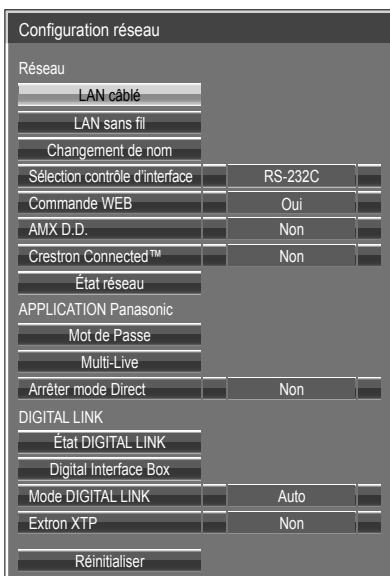 Configuration réseau
Réseau
LAN câblé
LAN sans fil
Changement de nom
Sélection contrôle d'interface RS-232C
Commande WEB Oui
AMX D.D. Non
Crestron Connected™ Non
État réseau
APPLICATION Panasonic
Mot de Passe
Multi-Live
Arrêter mode Direct Non
DIGITAL LINK
État DIGITAL LINK
Digital Interface Box
Mode DIGITAL LINK Auto
Extron XTP Non
Réinitialiser